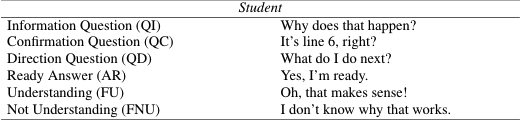 Student
Information Question (QI) Why does that happen?
Confirmation Question (QC) It's line 6, right?
Direction Question (QD) What do I do next?
Ready Answer (AR) Yes, I'm ready.
Understanding (FU) Oh, that makes sense!
Not Understanding (FNU) I don't know why that works.